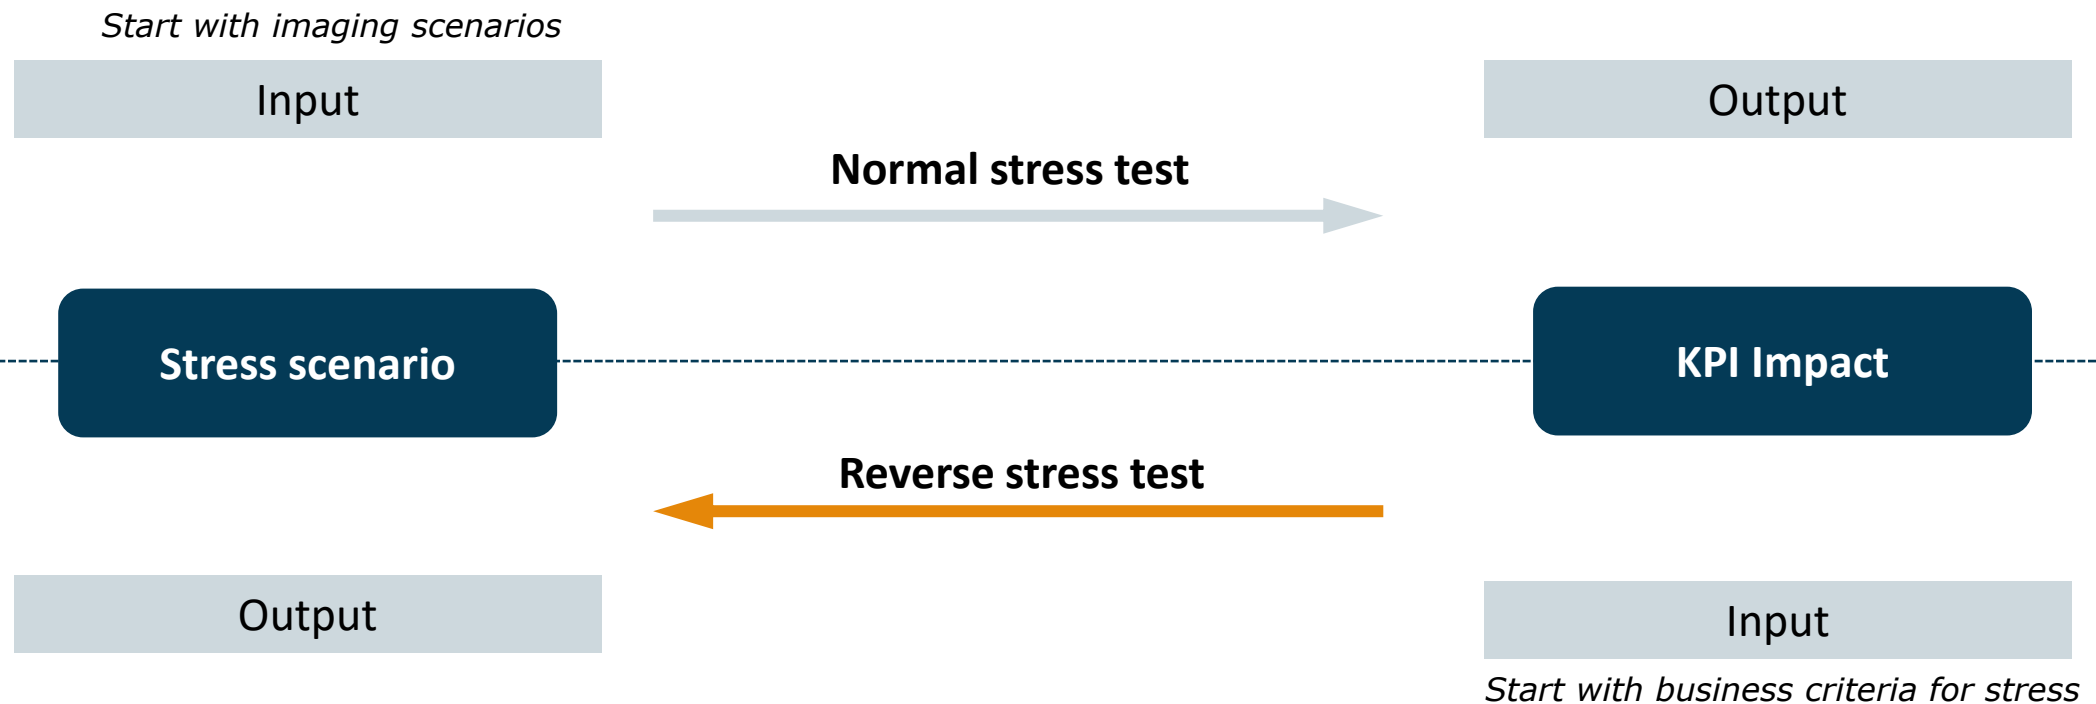 Start with imaging scenarios
Input
Output
Normal stress test
Stress scenario
KPI Impact
Reverse stress test
Output
Input
Start with business criteria for stress